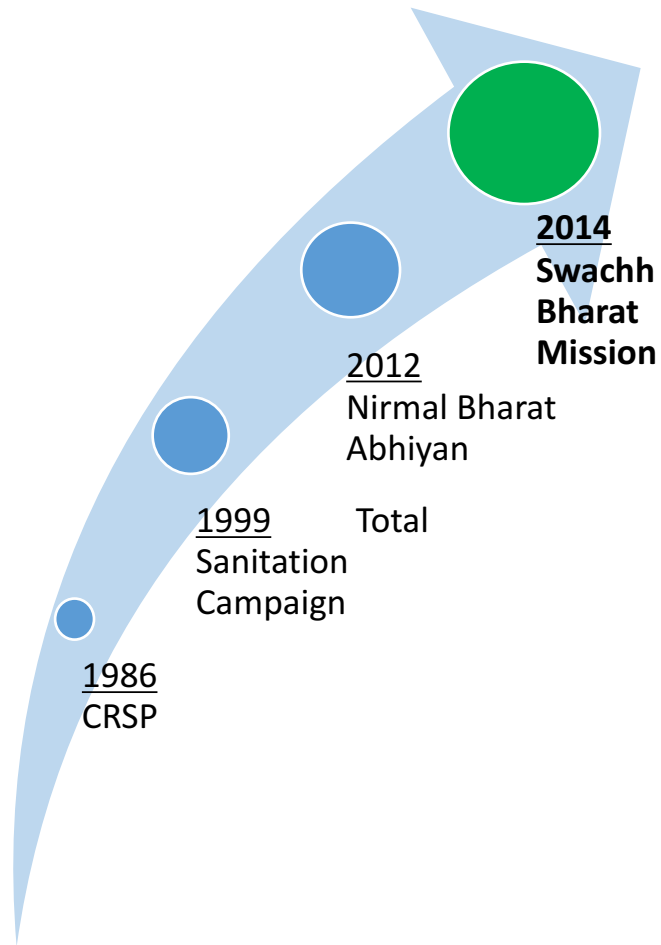 2014
Swachh
Bharat
Mission
2012
Nirmal Bharat
Abhiyan
1999 Total
Sanitation
Campaign
1986
CRSP